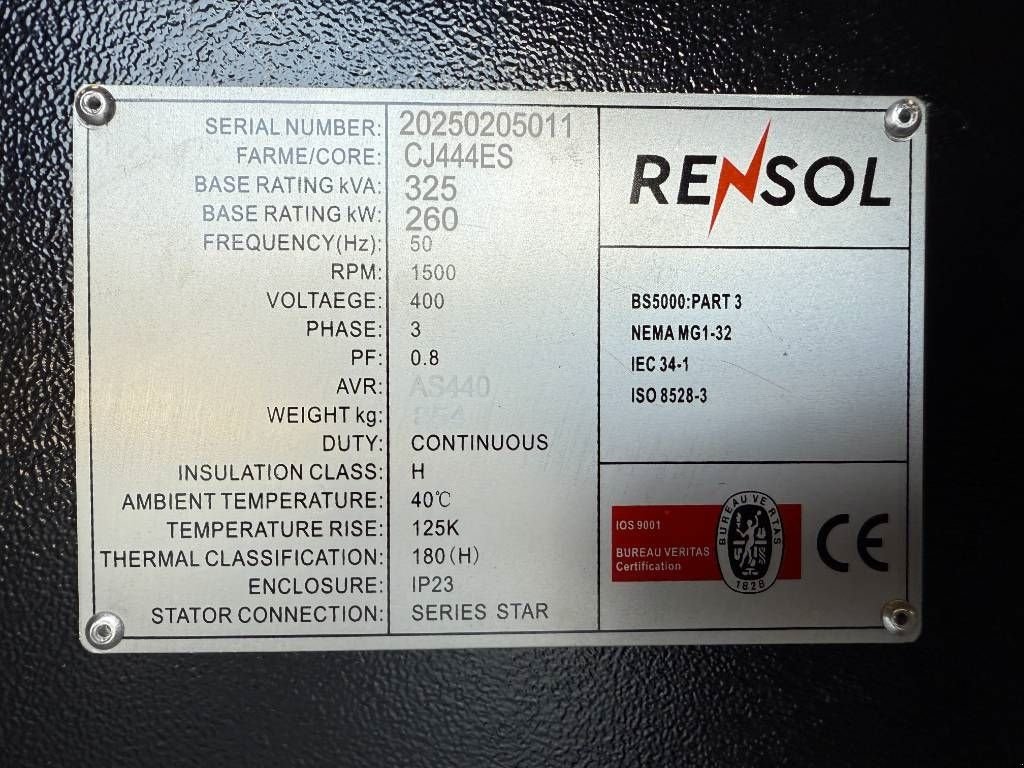 SERIAL NUMBER: 20250205011
FARME/CORE: CJ444ES
BASE RATING kVA: 325
BASE RATING kW: 260
FREQUENCY(Hz): 50
RPM: 1500
VOLTAEGE: 400
PHASE: 3
PF: 0.8
AVR: AS440
WEIGHT kg:
DUTY: CONTINUOUS
INSULATION CLASS: H
AMBIENT TEMPERATURE: 40℃
TEMPERATURE RISE: 125K
THERMAL CLASSIFICATION: 180(H)
ENCLOSURE: IP23
STATOR CONNECTION: SERIES STAR
RENSOL
BS5000:PART 3
NEMA MG1-32
IEC 34-1
ISO 8528-3
IOS 9001
BUREAU VERITAS
Certification
BUREAU VERITAS
1828
CE